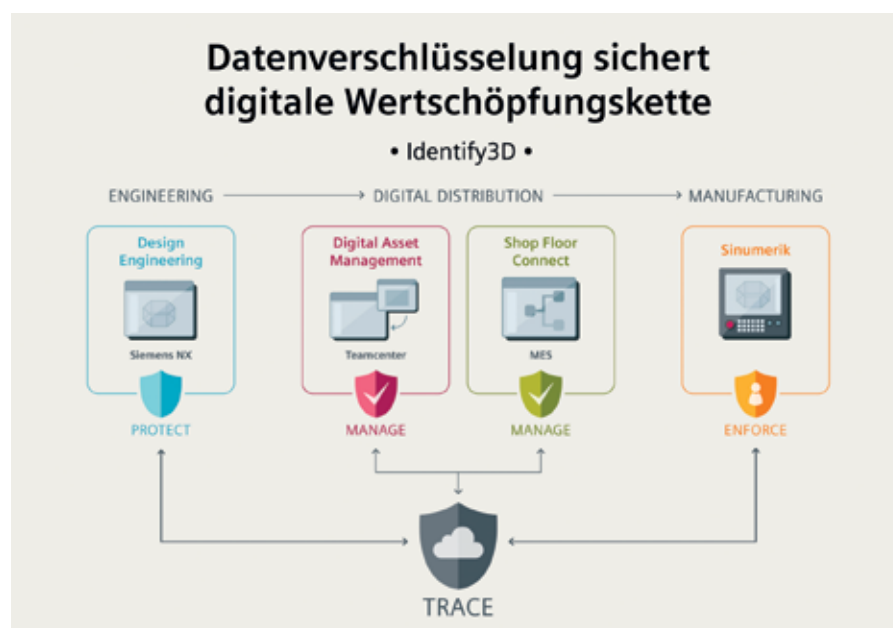 Datenverschlüsselung sichert
digitale Wertschöpfungskette
• Identify3D •
ENGINEERING
DIGITAL DISTRIBUTION
MANUFACTURING
Design
Engineering
Siemens NX
PROTECT
Digital Asset
Management
Teamcenter
MANAGE
Shop Floor
Connect
MES
MANAGE
Sinumerik
ENFORCE
TRACE